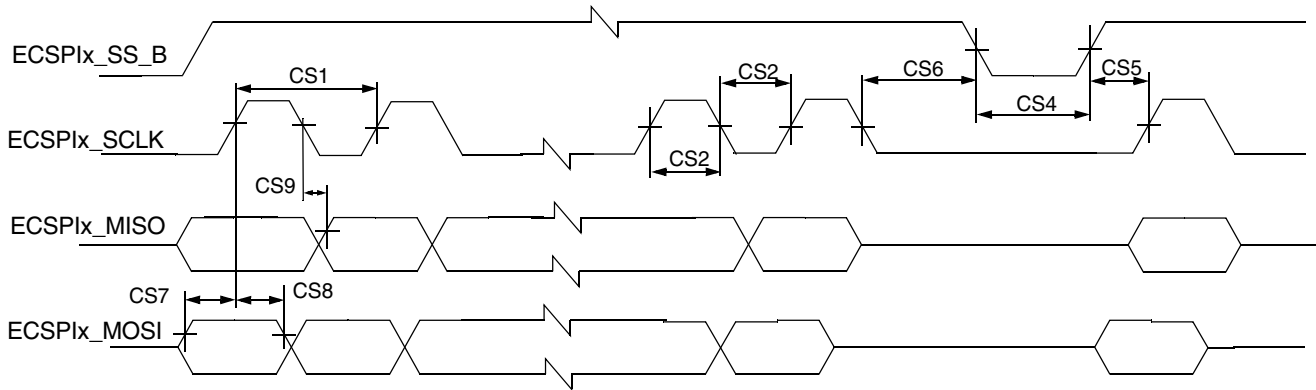 ECSPIx_SS_B
CS1
CS2
CS6
CS5
CS4
ECSPIx_SCLK
CS2
CS9
ECSPIx_MISO
CS7
CS8
ECSPIx_MOSI